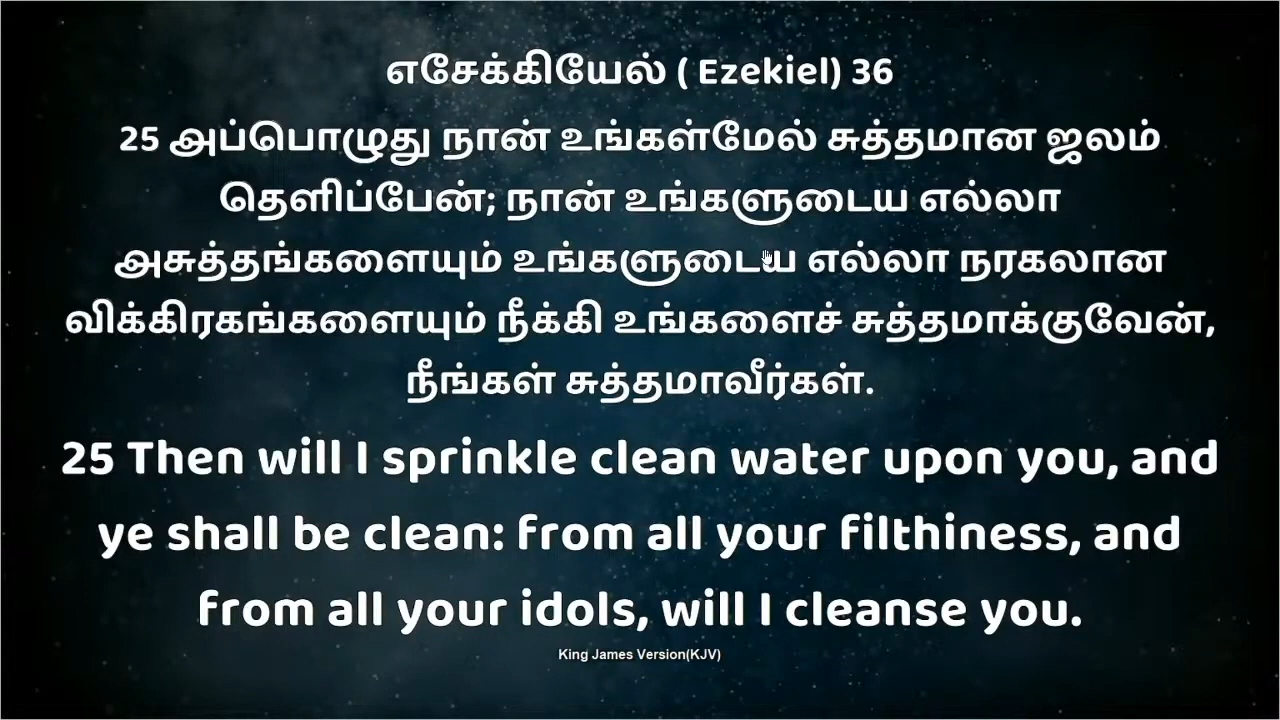 எசேக்கியேல் ( Ezekiel) 36
25 அப்பொழுது நான் உங்கள்மேல் சுத்தமான ஜலம்
தெளிப்பேன்; நான் உங்களுடைய எல்லா
அசுத்தங்களையும் உங்களுடைய எல்லா நரகலான
விக்கிரகங்களையும் நீக்கி உங்களைச் சுத்தமாக்குவேன்,
நீங்கள் சுத்தமாவீர்கள்.
25 Then will I sprinkle clean water upon you, and
ye shall be clean: from all your filthiness, and
from all your idols, will I cleanse you.
King James Version(KJV)